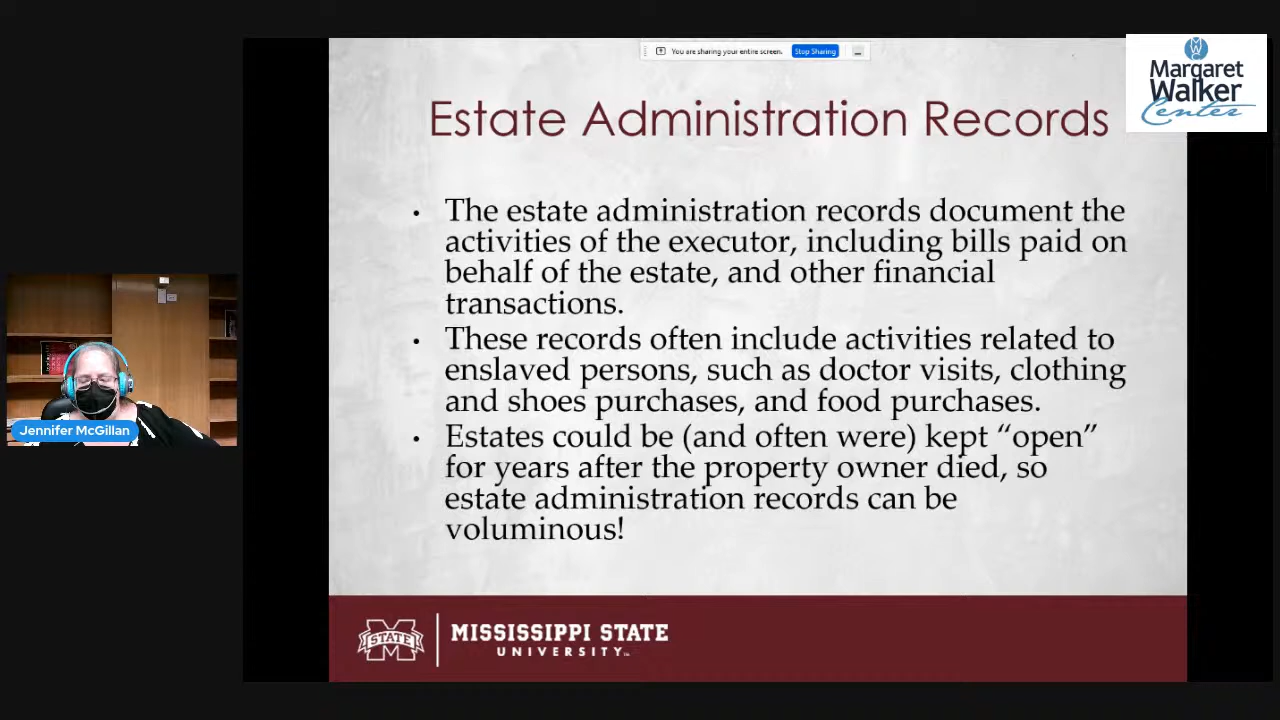 You are sharing your entire screen. Stop Sharing
Margaret
Walker
Center
Estate Administration Records
• The estate administration records document the
activities of the executor, including bills paid on
behalf of the estate, and other financial
transactions.
• These records often include activities related to
enslaved persons, such as doctor visits, clothing
and shoes purchases, and food purchases.
• Estates could be (and often were) kept “open”
for years after the property owner died, so
estate administration records can be
voluminous!
Jennifer McGillan
STATE
MISSISSIPPI STATE
UNIVERSITY™